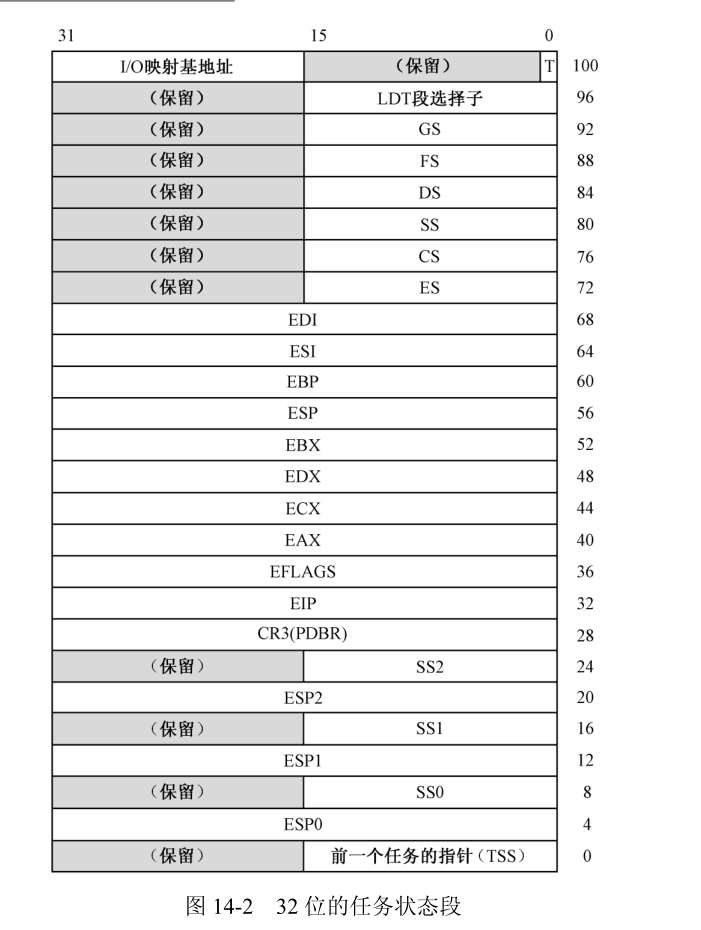 31 15 0
I/O映射基地址 （保留） T 100
（保留） LDT段选择子 96
（保留） GS 92
（保留） FS 88
（保留） DS 84
（保留） SS 80
（保留） CS 76
（保留） ES 72
EDI 68
ESI 64
EBP 60
ESP 56
EBX 52
EDX 48
ECX 44
EAX 40
EFLAGS 36
EIP 32
CR3(PDBR) 28
（保留） SS2 24
ESP2 20
（保留） SS1 16
ESP1 12
（保留） SS0 8
ESP0 4
（保留） 前一个任务的指针（TSS） 0
图 14-2 32 位的任务状态段